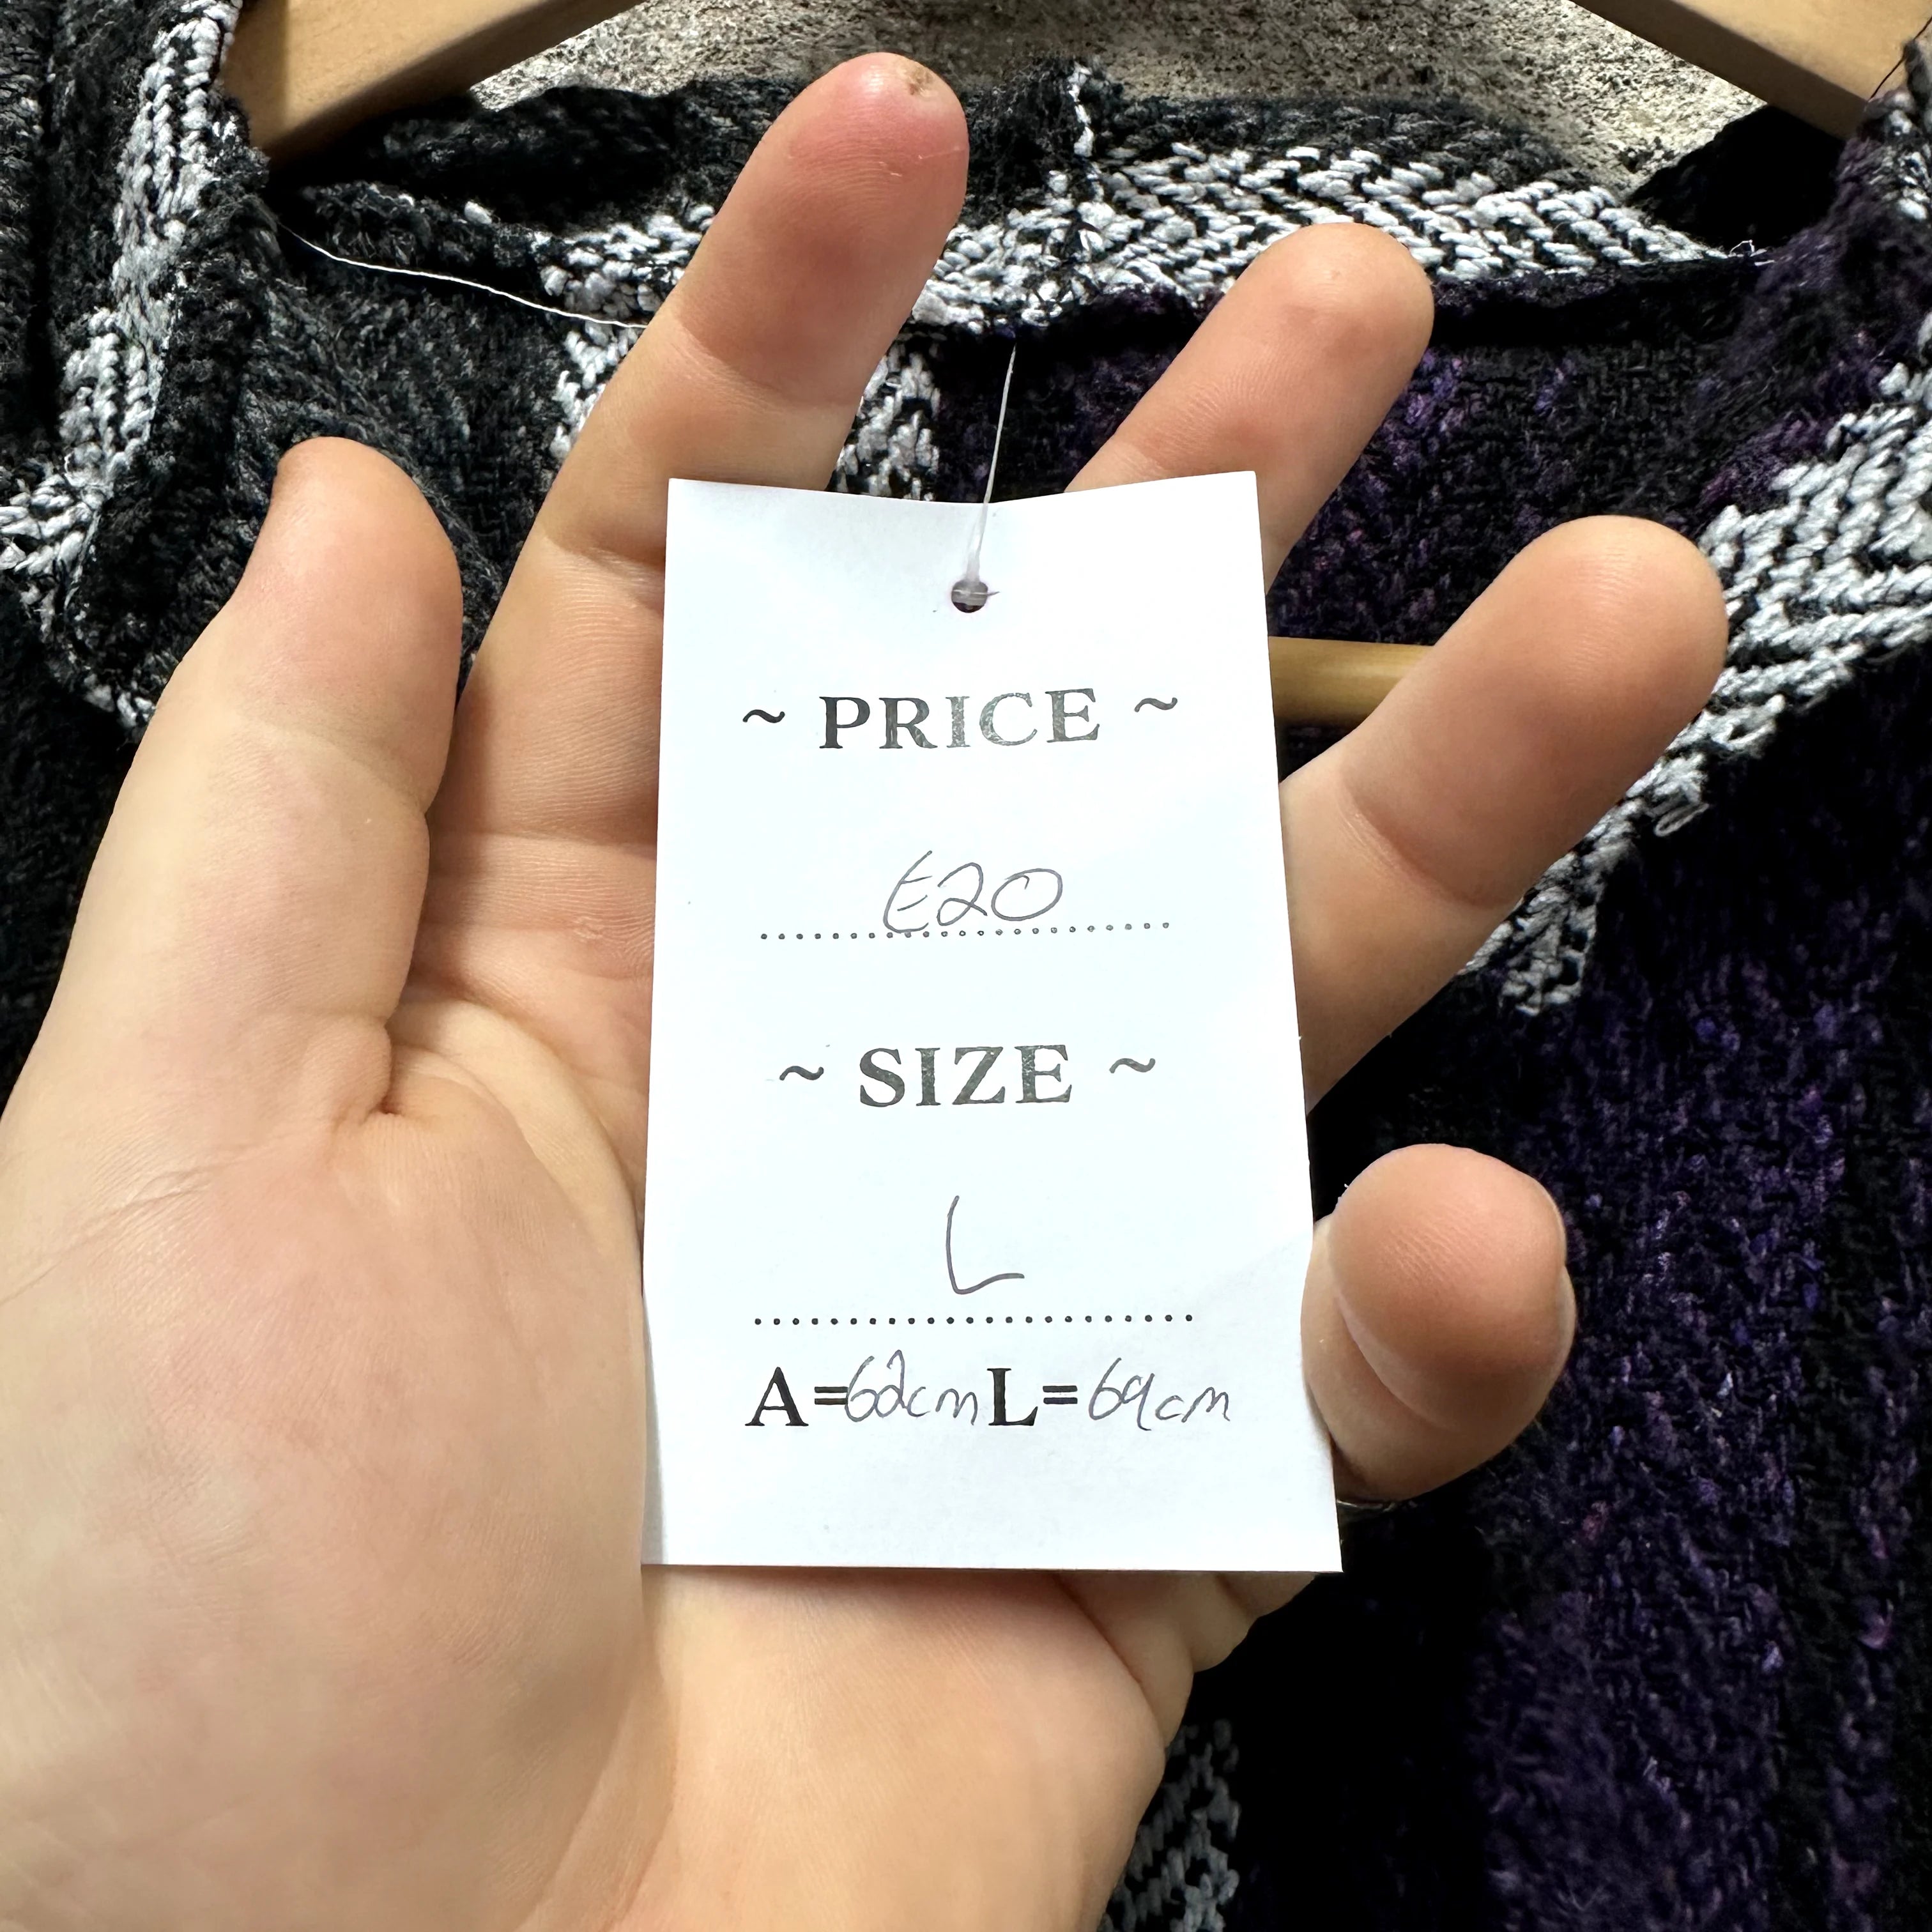 ~ PRICE ~
£20
~ SIZE ~
L
A=62cm L=69cm